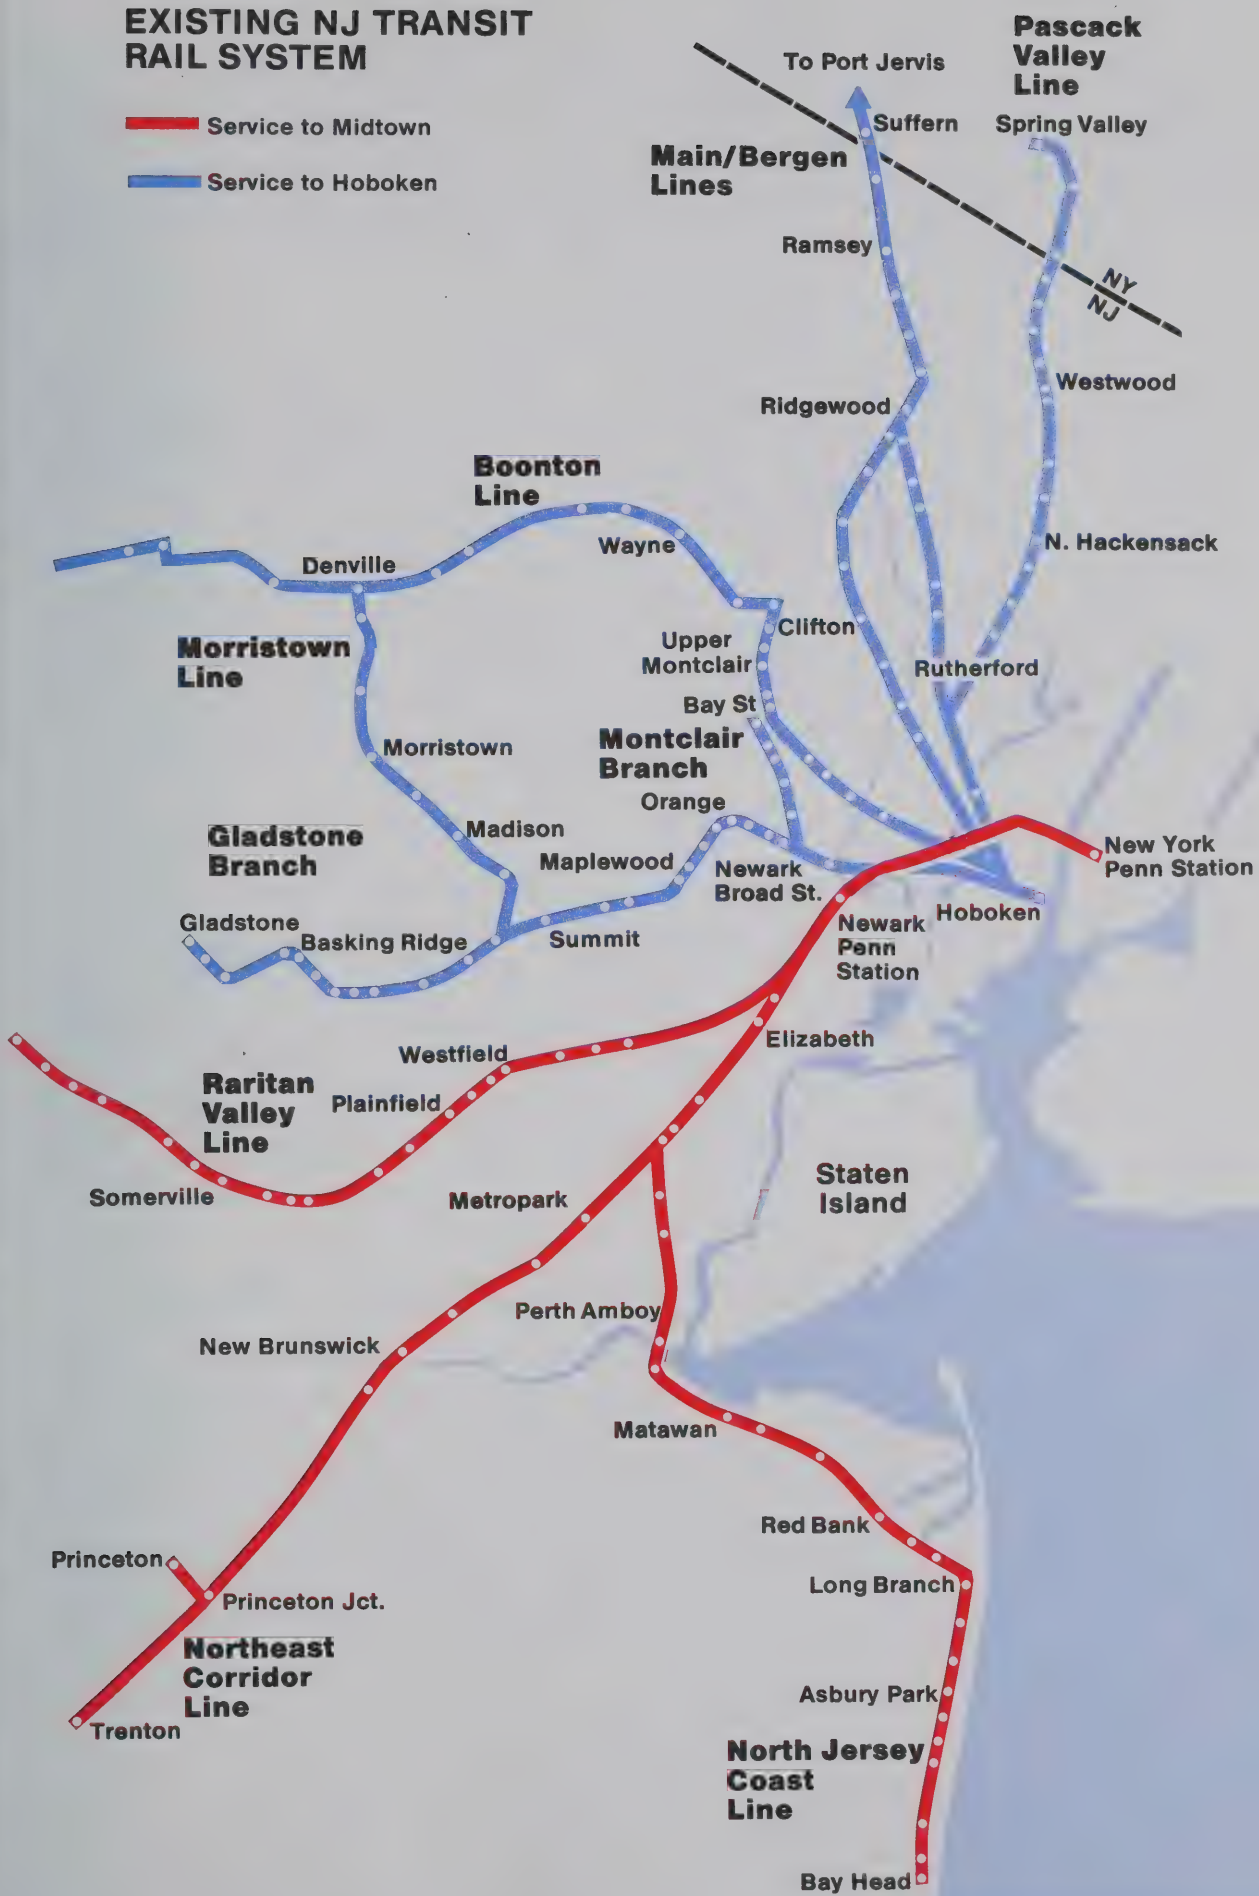 EXISTING NJ TRANSIT
RAIL SYSTEM
Service to Midtown
Service to Hoboken
Pascack
Valley
Line
To Port Jervis
Suffern
Spring Valley
Main/Bergen
Lines
Ramsey
NY
NJ
Westwood
Ridgewood
Boonton
Line
Wayne
N. Hackensack
Denville
Clifton
Morristown
Line
Upper
Montclair
Rutherford
Bay St
Montclair
Branch
Morristown
Orange
Gladstone
Branch
Madison
Maplewood
Newark
Broad St.
New York
Penn Station
Gladstone
Basking Ridge
Summit
Hoboken
Newark
Penn
Station
Elizabeth
Westfield
Raritan
Valley
Line
Plainfield
Somerville
Metropark
Staten
Island
Perth Amboy
New Brunswick
Matawan
Red Bank
Princeton
Long Branch
Princeton Jct.
Northeast
Corridor
Line
Asbury Park
Trenton
North Jersey
Coast
Line
Bay Head